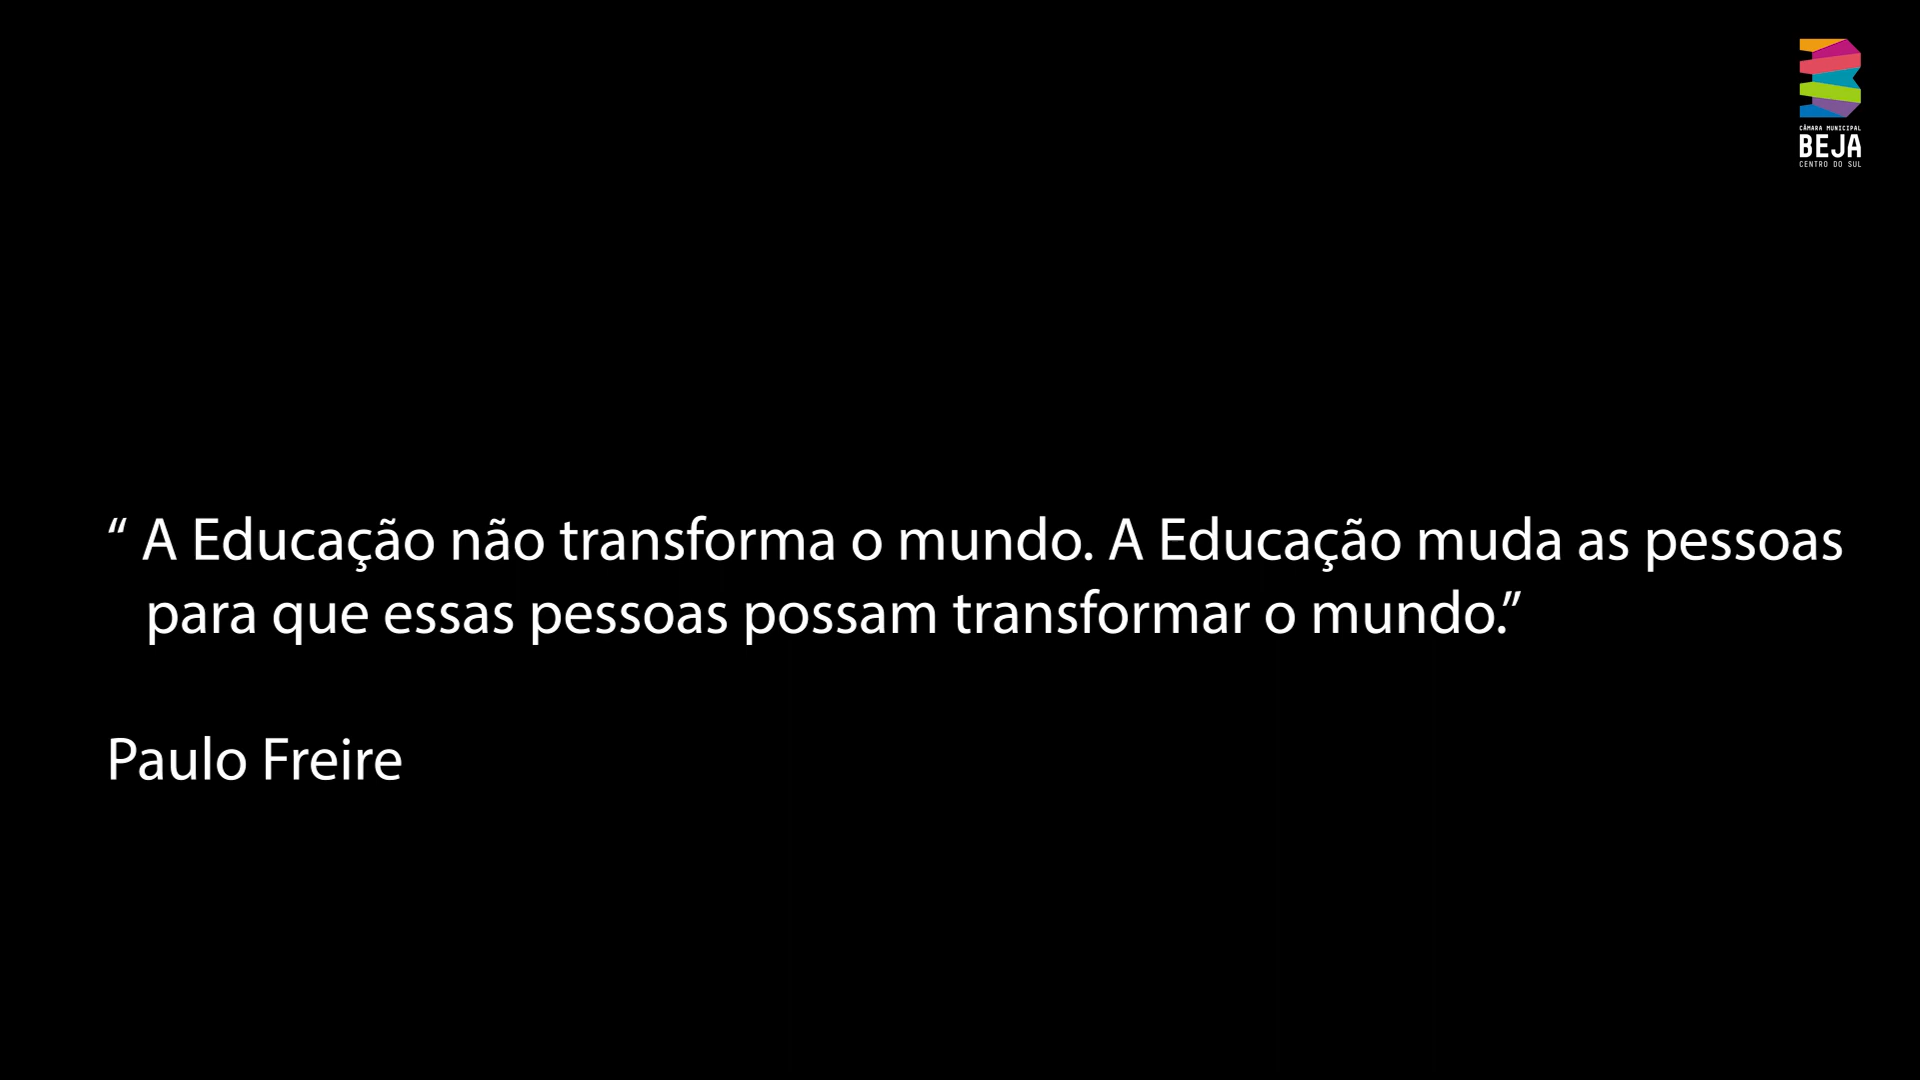 CÂMARA MUNICIPAL
BEJA
CENTRO DO SUL
“ A Educação não transforma o mundo. A Educação muda as pessoas
para que essas pessoas possam transformar o mundo.”
Paulo Freire